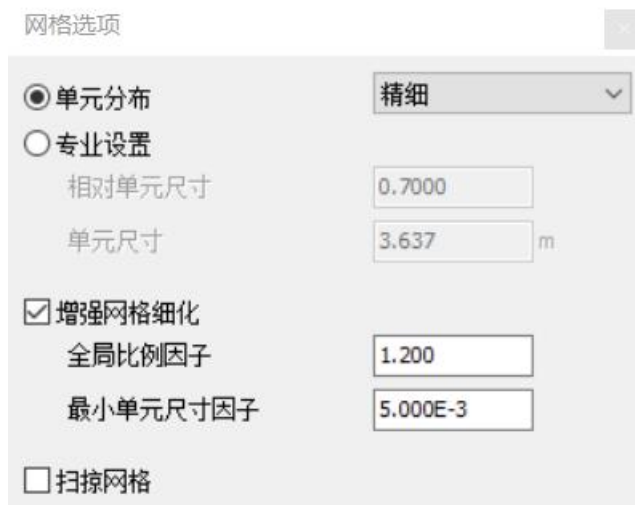 网格选项
单元分布 精细
专业设置
相对单元尺寸 0.7000
单元尺寸 3.637 m
增强网格细化
全局比例因子 1.200
最小单元尺寸因子 5.000E-3
扫掠网格